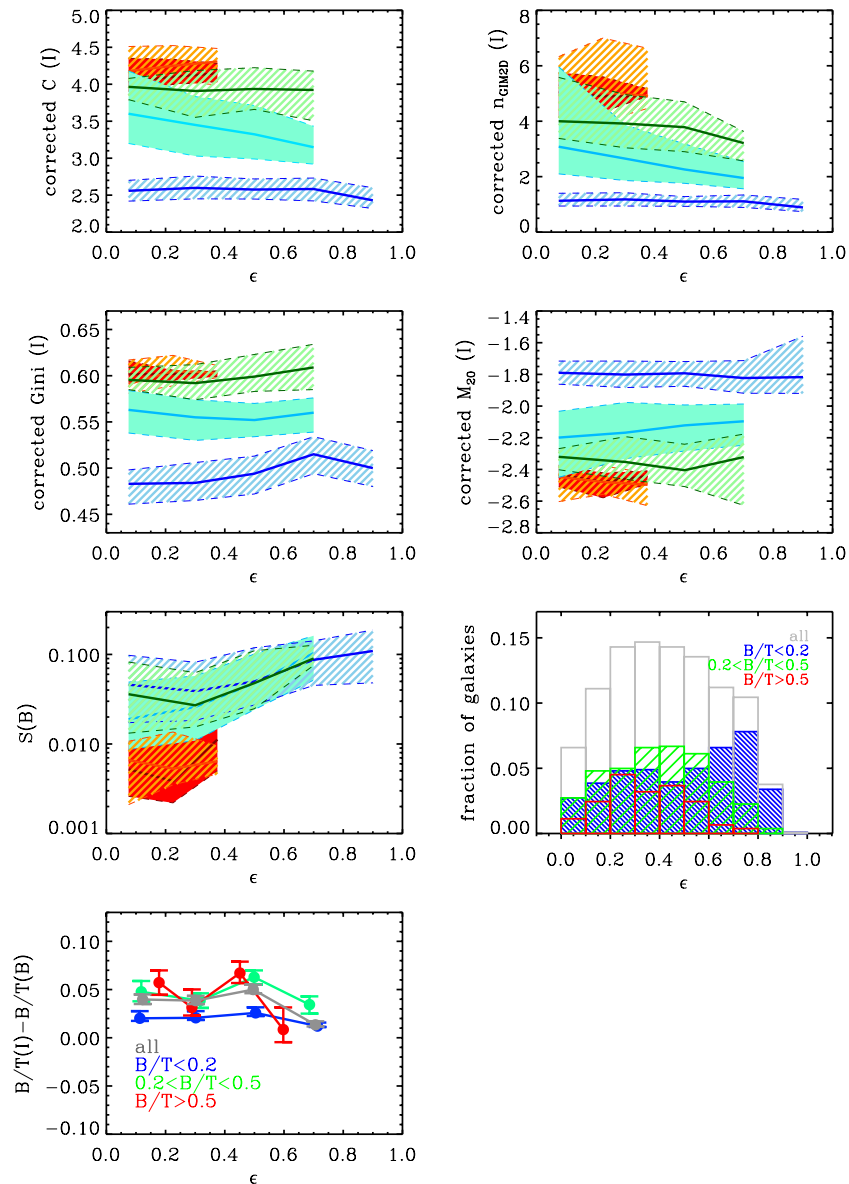 5.0
4.5
4.0
3.5
3.0
2.5
2.0
corrected C (I)
0.0 0.2 0.4 0.6 0.8 1.0
ϵ
8
6
4
2
0
corrected n_GIM2D (I)
0.0 0.2 0.4 0.6 0.8 1.0
ϵ
0.65
0.60
0.55
0.50
0.45
corrected Gini (I)
0.0 0.2 0.4 0.6 0.8 1.0
ϵ
−1.4
−1.6
−1.8
−2.0
−2.2
−2.4
−2.6
−2.8
corrected M_20 (I)
0.0 0.2 0.4 0.6 0.8 1.0
ϵ
0.100
0.010
0.001
S(B)
0.0 0.2 0.4 0.6 0.8 1.0
ϵ
0.15
0.10
0.05
0.00
fraction of galaxies
all
B/T<0.2
0.2<B/T<0.5
B/T>0.5
0.0 0.2 0.4 0.6 0.8 1.0
ϵ
0.10
0.05
0.00
−0.05
−0.10
B/T(I)−B/T(B)
all
B/T<0.2
0.2<B/T<0.5
B/T>0.5
0.0 0.2 0.4 0.6 0.8 1.0
ϵ